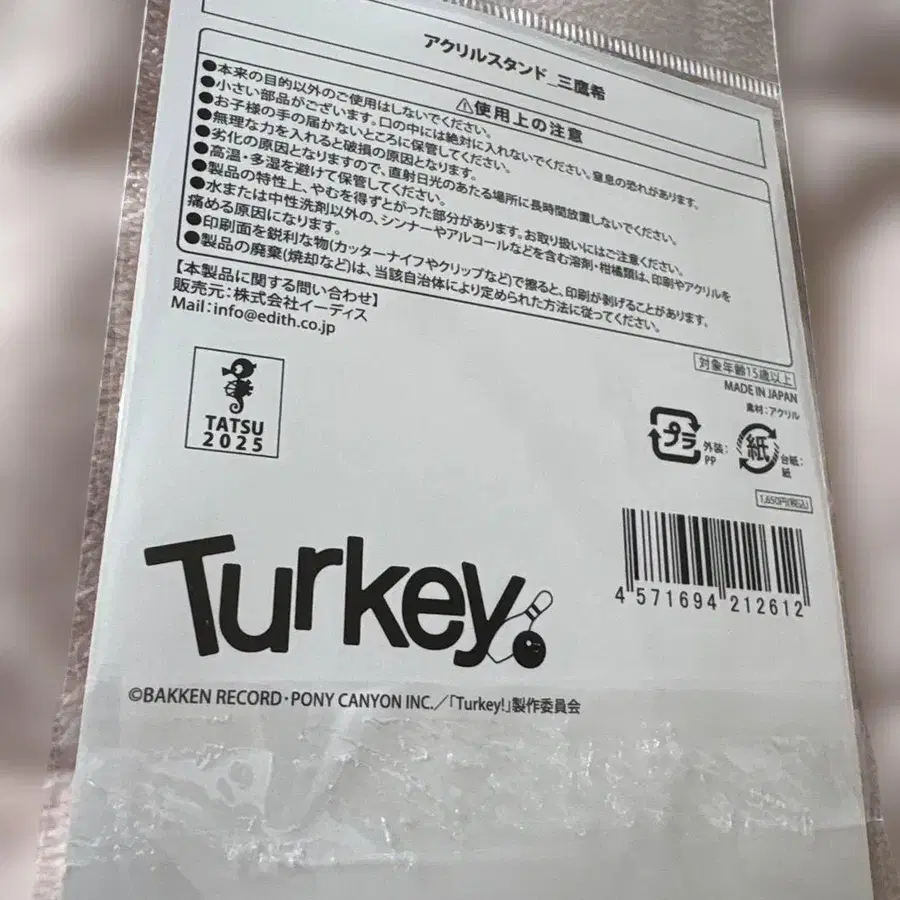 アクリルスタンド_三鷹希
⚠使用上の注意
●本来の目的以外のご使用はしないでください。
●小さい部品がございます。口の中には絶対に入れないでください。窒息の恐れがあります。
●お子様の手の届かないところに保管してください。
●無理な力を入れると破損の原因となります。
●劣化の原因となりますので、直射日光のあたる場所に長時間放置しないでください。
●高温・多湿を避けて保管してください。
●製品の特性上、やむを得ずとがった部分があります。お取り扱いにはご注意ください。
●水または中性洗剤以外の、シンナーやアルコールなどを含む溶剤・柑橘類は、印刷やアクリルを
痛める原因になります。
●印刷面を鋭利な物(カッターナイフやクリップなど)で擦ると、印刷が剥げることがあります。
●製品の廃棄(焼却など)は、当該自治体により定められた方法に従ってください。
【本製品に関する問い合わせ】
販売元:株式会社イーディス
Mail:info@edith.co.jp
対象年齢15歳以上
MADE IN JAPAN
素材:アクリル
TATSU
2025
プラ
外装:
PP
紙
台紙:
紙
1,650円(税込)
4 571694 212612
Turkey!
©BAKKEN RECORD・PONY CANYON INC./「Turkey!」製作委員会